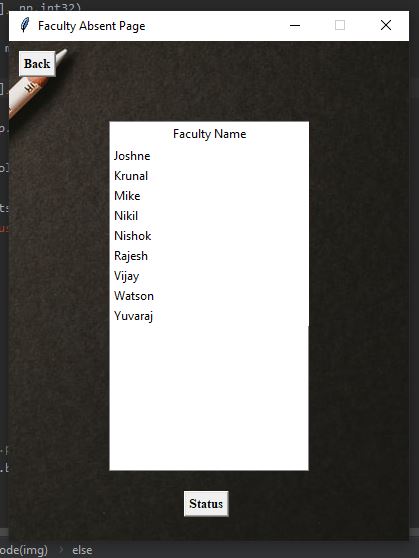 ], np.int32)
Faculty Absent Page
Back
Faculty Name
Joshne
Krunal
Mike
Nikil
Nishok
Rajesh
Vijay
Watson
Yuvaraj
Status
ode(img) > else